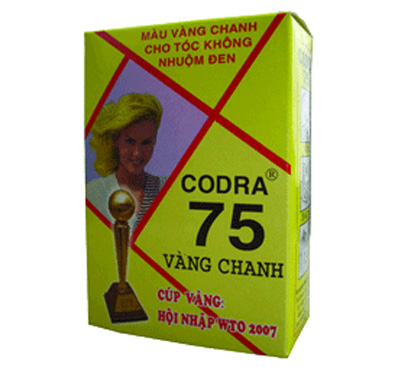 MÀU VÀNG CHANH
CHO TÓC KHÔNG
NHUỘM ĐEN
CODRA®
75
VÀNG CHANH
CÚP VÀNG:
HỘI NHẬP WTO 2007